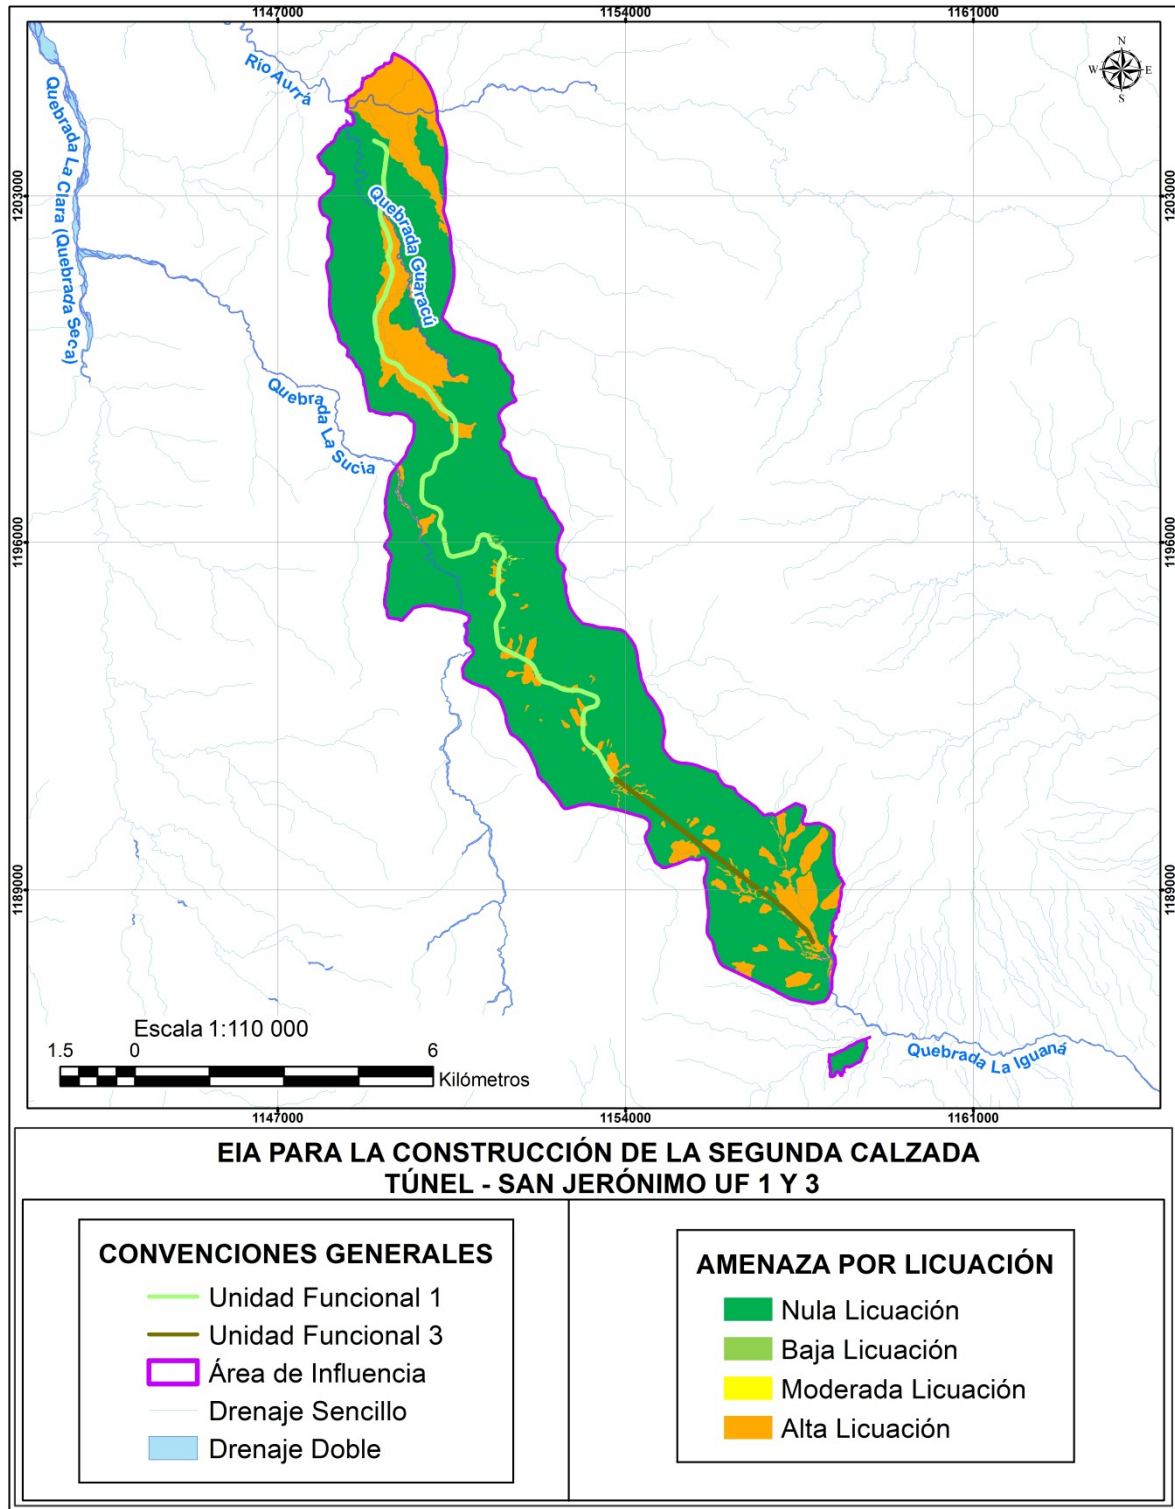 1147000
1154000
1161000
N
W E
S
Río Aurrá
Quebrada La Clara (Quebrada Seca)
1203000
1203000
Quebrada Guaracú
Quebrada La Sucia
1196000
1196000
1189000
1189000
Escala 1:110 000
1.5 0 6
Kilómetros
Quebrada La Iguaná
1147000
1154000
1161000
EIA PARA LA CONSTRUCCIÓN DE LA SEGUNDA CALZADA
TÚNEL - SAN JERÓNIMO UF 1 Y 3
CONVENCIONES GENERALES
Unidad Funcional 1
Unidad Funcional 3
Área de Influencia
Drenaje Sencillo
Drenaje Doble
AMENAZA POR LICUACIÓN
Nula Licuación
Baja Licuación
Moderada Licuación
Alta Licuación